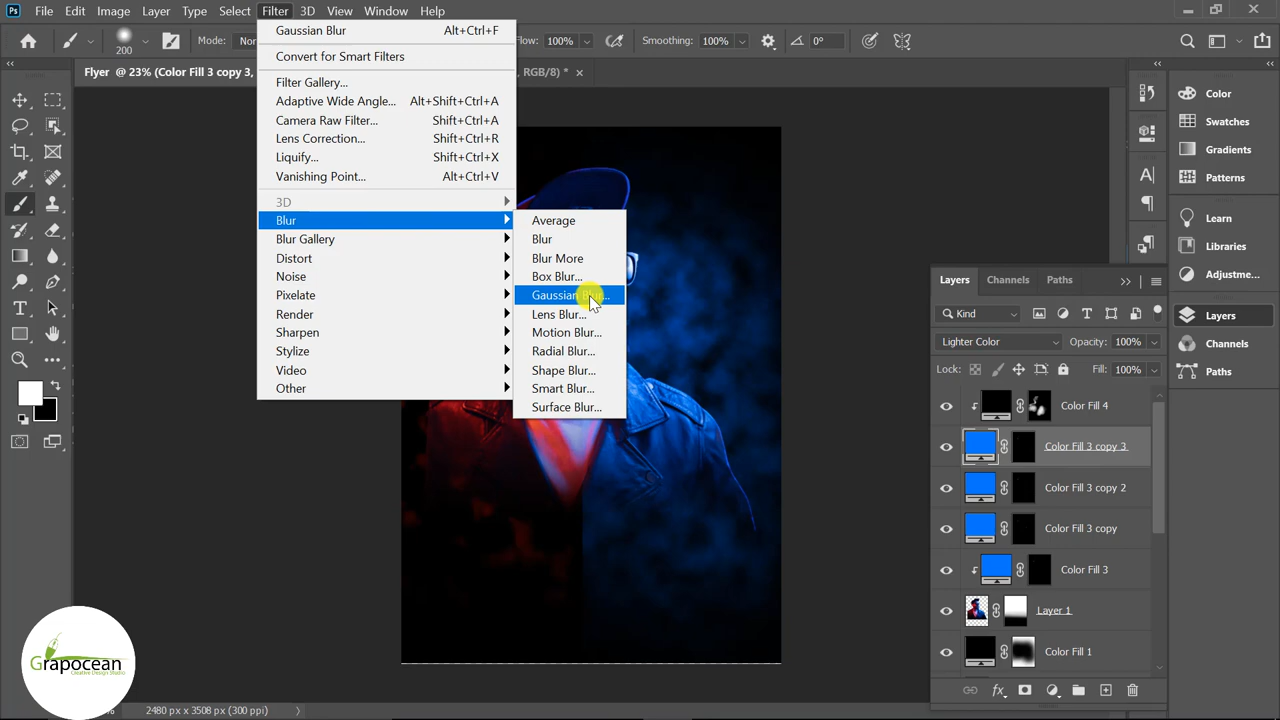 Ps File Edit Image Layer Type Select Filter 3D View Window Help
200 Mode: Flow: 100% Smoothing: 100% 0°
Flyer @ 23% (Color Fill 3 copy 3, RGB/8) *
Gaussian Blur Alt+Ctrl+F
Convert for Smart Filters
Filter Gallery...
Adaptive Wide Angle... Alt+Shift+Ctrl+A
Camera Raw Filter... Shift+Ctrl+A
Lens Correction... Shift+Ctrl+R
Liquify... Shift+Ctrl+X
Vanishing Point... Alt+Ctrl+V
3D
Blur
Blur Gallery
Distort
Noise
Pixelate
Render
Sharpen
Stylize
Video
Other
Average
Blur
Blur More
Box Blur...
Gaussian Blur...
Lens Blur...
Motion Blur...
Radial Blur...
Shape Blur...
Smart Blur...
Surface Blur...
Color
Swatches
Gradients
Patterns
Learn
Libraries
Adjustme...
Layers
Channels
Paths
Layers Channels Paths
Kind
Lighter Color Opacity: 100%
Lock: Fill: 100%
Color Fill 4
Color Fill 3 copy 3
Color Fill 3 copy 2
Color Fill 3 copy
Color Fill 3
Layer 1
Color Fill 1
fx
Grapocean
Creative Design Studio
2480 px x 3508 px (300 ppi)